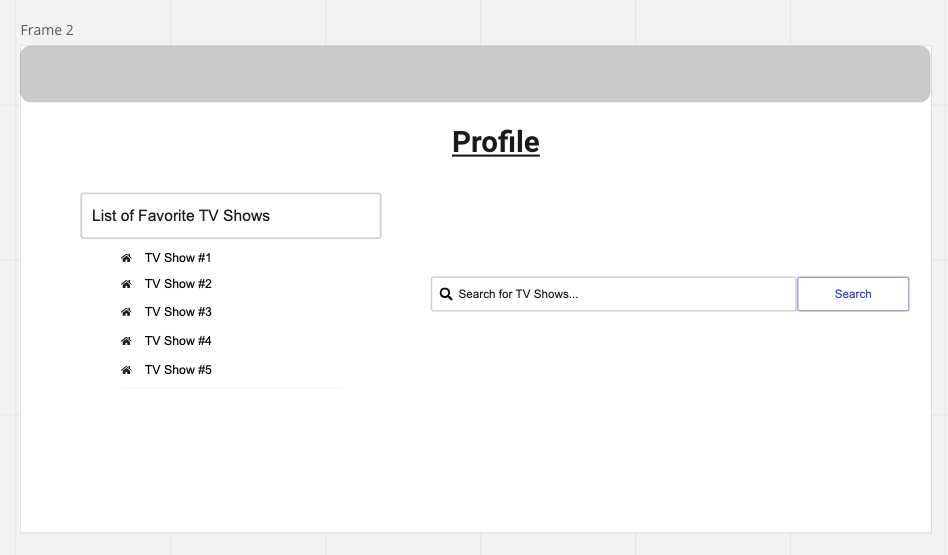 Frame 2
Profile
List of Favorite TV Shows
TV Show #1
TV Show #2
TV Show #3
TV Show #4
TV Show #5
Search for TV Shows...
Search